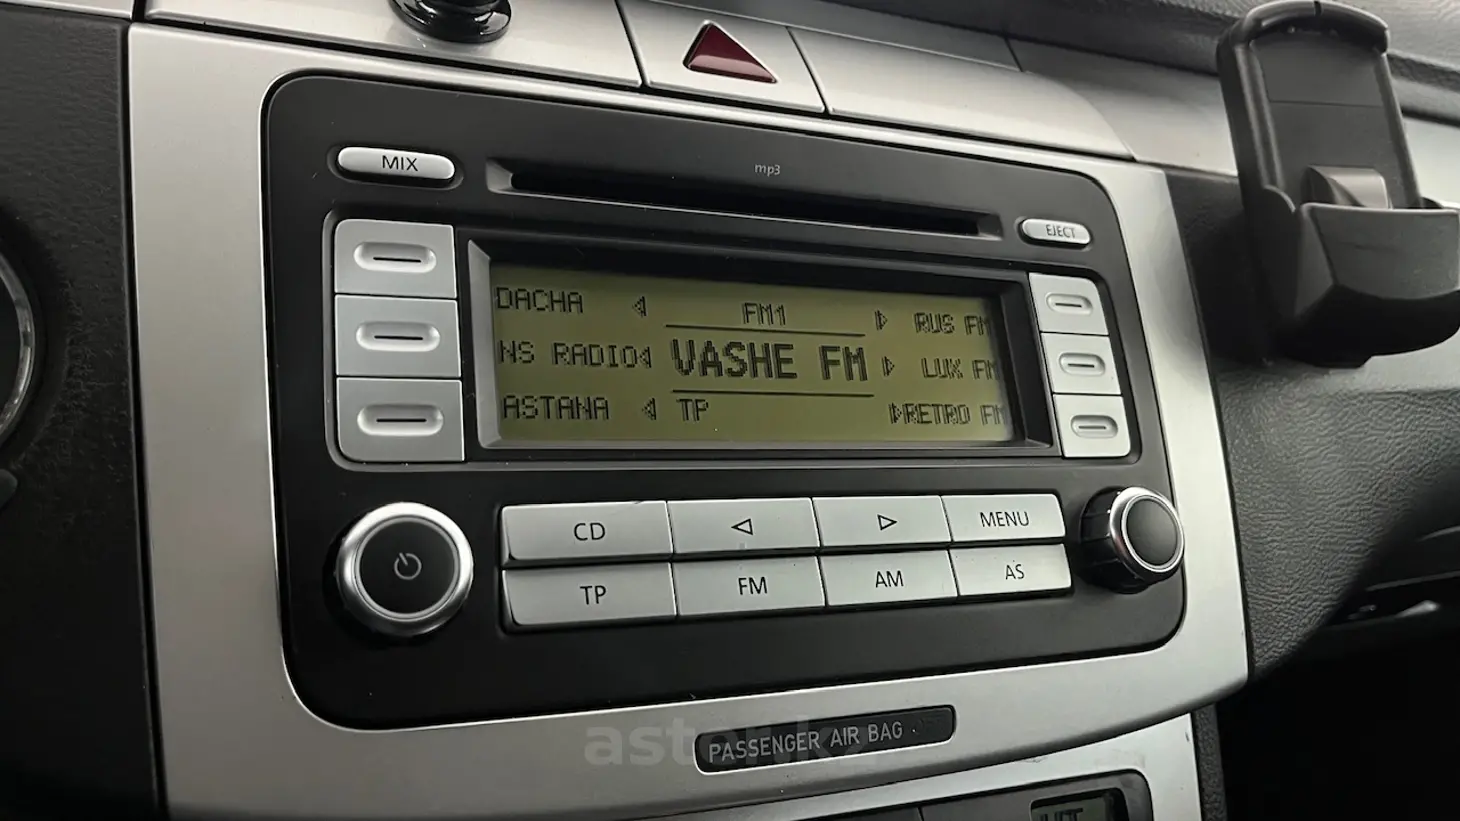 MIX
mp3
EJECT
DACHA FM1 RUS FM
NS RADIO VASHE FM LUX FM
ASTANA TP RETRO FM
CD MENU
TP FM AM AS
PASSENGER AIR BAG